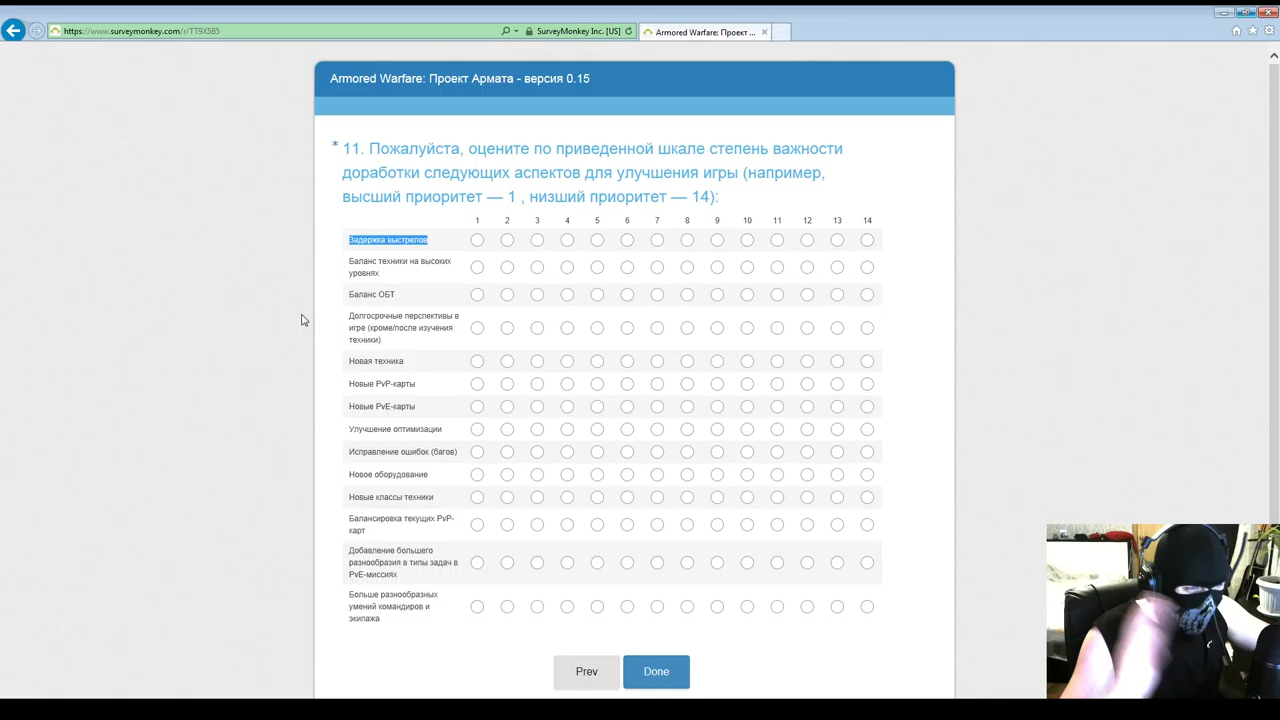 https://www.surveymonkey.com/r/TT9X5B5
SurveyMonkey Inc. [US]
Armored Warfare: Проект ...
Armored Warfare: Проект Армата - версия 0.15
* 11. Пожалуйста, оцените по приведенной шкале степень важности
доработки следующих аспектов для улучшения игры (например,
высший приоритет — 1 , низший приоритет — 14):
1 2 3 4 5 6 7 8 9 10 11 12 13 14
Задержка выстрелов
Баланс техники на высоких
уровнях
Баланс ОБТ
Долгосрочные перспективы в
игре (кроме/после изучения
техники)
Новая техника
Новые PvP-карты
Новые PvE-карты
Улучшение оптимизации
Исправление ошибок (багов)
Новое оборудование
Новые классы техники
Балансировка текущих PvP-
карт
Добавление большего
разнообразия в типы задач в
PvE-миссиях
Больше разнообразных
умений командиров и
экипажа
Prev
Done